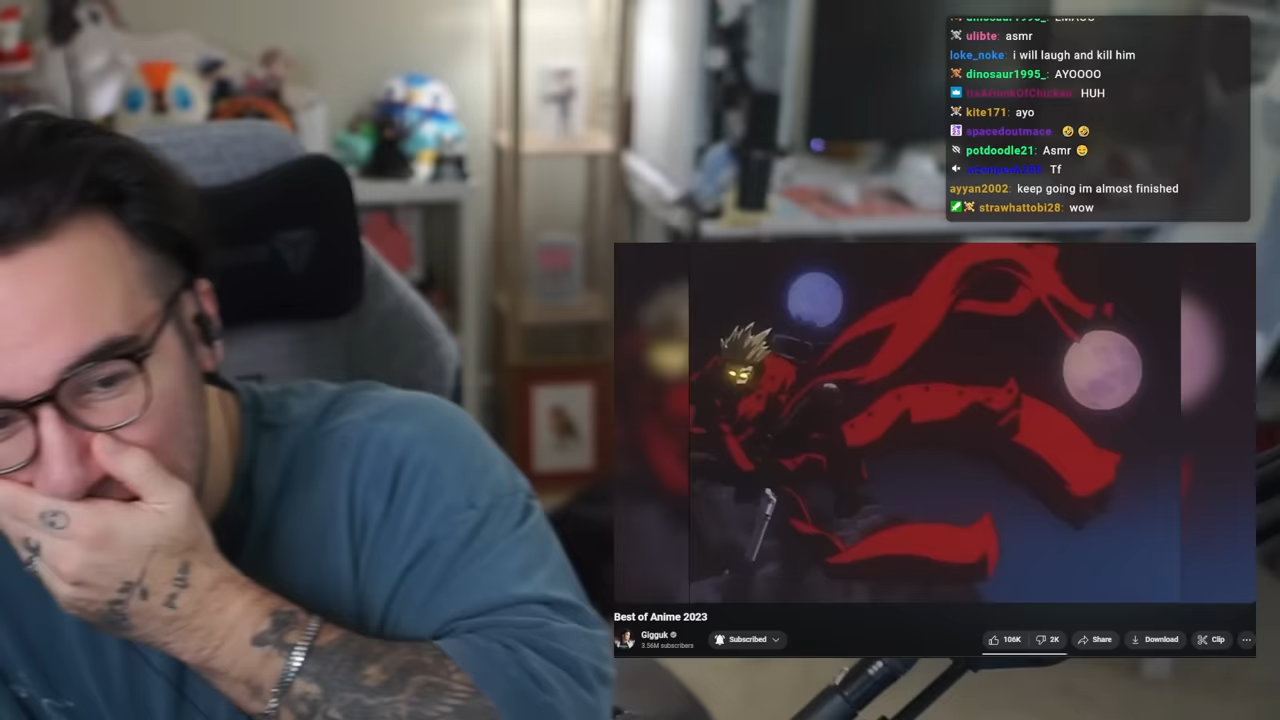 ulibte: asmr
loke_noke: i will laugh and kill him
dinosaur1995_: AYOOOO
HUH
kite171: ayo
spacedoutmace
potdoodle21: Asmr
Tf
ayyan2002: keep going im almost finished
strawhattobi28: wow
Best of Anime 2023
Gigguk
3.56M subscribers
Subscribed
106K
2K
Share
Download
Clip